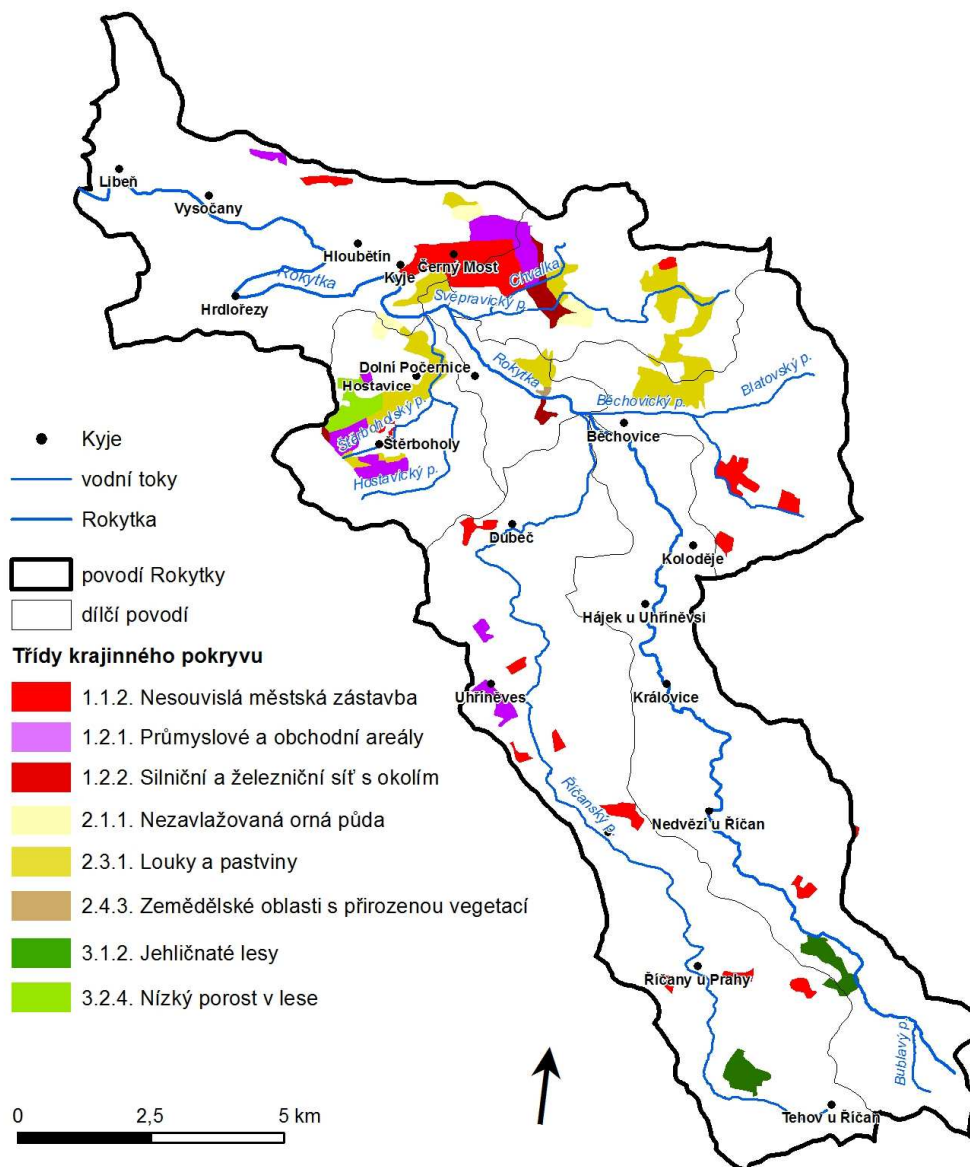 Libeň
Vysočany
Hloubětín
Rokytka
Kyje
Černý Most
Chvalka
Svépravický p.
Hrdlořezy
Dolní Počernice
Hostavice
Rokytka
Běchovický p.
Blatovský p.
Štěrboholský p.
Štěrboholy
Běchovice
Hostavický p.
Dubeč
Koloděje
Hájek u Uhříněvsi
Uhříněves
Královice
Říčanský p.
Nedvězí u Říčan
Říčany u Prahy
Bublavý p.
Tehov u Říčan
Kyje
vodní toky
Rokytka
povodí Rokytky
dílčí povodí
Třídy krajinného pokryvu
1.1.2. Nesouvislá městská zástavba
1.2.1. Průmyslové a obchodní areály
1.2.2. Silniční a železniční síť s okolím
2.1.1. Nezavlažovaná orná půda
2.3.1. Louky a pastviny
2.4.3. Zemědělské oblasti s přirozenou vegetací
3.1.2. Jehličnaté lesy
3.2.4. Nízký porost v lese
0 2,5 5 km